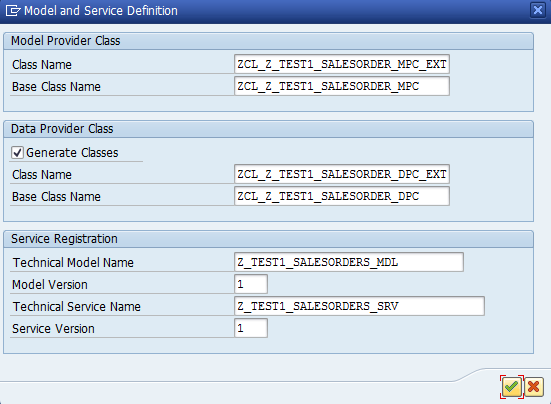 Model and Service Definition
Model Provider Class
Class Name ZCL_Z_TEST1_SALESORDER_MPC_EXT
Base Class Name ZCL_Z_TEST1_SALESORDER_MPC
Data Provider Class
Generate Classes
Class Name ZCL_Z_TEST1_SALESORDER_DPC_EXT
Base Class Name ZCL_Z_TEST1_SALESORDER_DPC
Service Registration
Technical Model Name Z_TEST1_SALESORDERS_MDL
Model Version 1
Technical Service Name Z_TEST1_SALESORDERS_SRV
Service Version 1